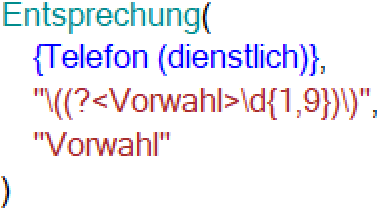 Entsprechung(
{Telefon (dienstlich)},
"\((?<Vorwahl>\d{1,9})\)",
"Vorwahl"
)